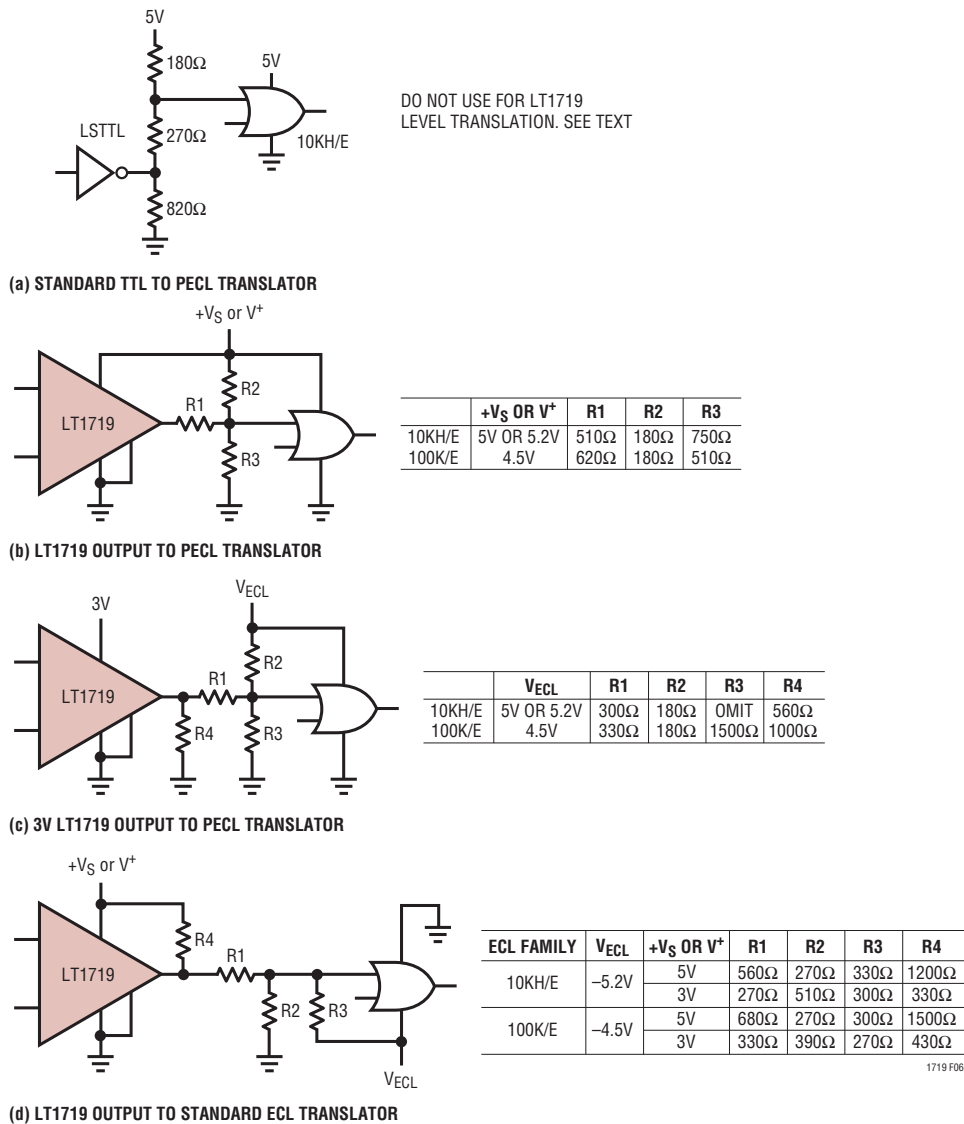 5V
180Ω
5V
LSTTL
270Ω
10KH/E
820Ω
DO NOT USE FOR LT1719
LEVEL TRANSLATION. SEE TEXT
(a) STANDARD TTL TO PECL TRANSLATOR
+VS or V+
R2
R1
LT1719
R3
+VS OR V+ R1 R2 R3
10KH/E 5V OR 5.2V 510Ω 180Ω 750Ω
100K/E 4.5V 620Ω 180Ω 510Ω
(b) LT1719 OUTPUT TO PECL TRANSLATOR
VECL
3V
R2
R1
LT1719
R4
R3
VECL R1 R2 R3 R4
10KH/E 5V OR 5.2V 300Ω 180Ω OMIT 560Ω
100K/E 4.5V 330Ω 180Ω 1500Ω 1000Ω
(c) 3V LT1719 OUTPUT TO PECL TRANSLATOR
+VS or V+
R4
R1
LT1719
R2
R3
VECL
ECL FAMILY VECL +VS OR V+ R1 R2 R3 R4
10KH/E –5.2V 5V 560Ω 270Ω 330Ω 1200Ω
3V 270Ω 510Ω 300Ω 330Ω
100K/E –4.5V 5V 680Ω 270Ω 300Ω 1500Ω
3V 330Ω 390Ω 270Ω 430Ω
1719 F06
(d) LT1719 OUTPUT TO STANDARD ECL TRANSLATOR